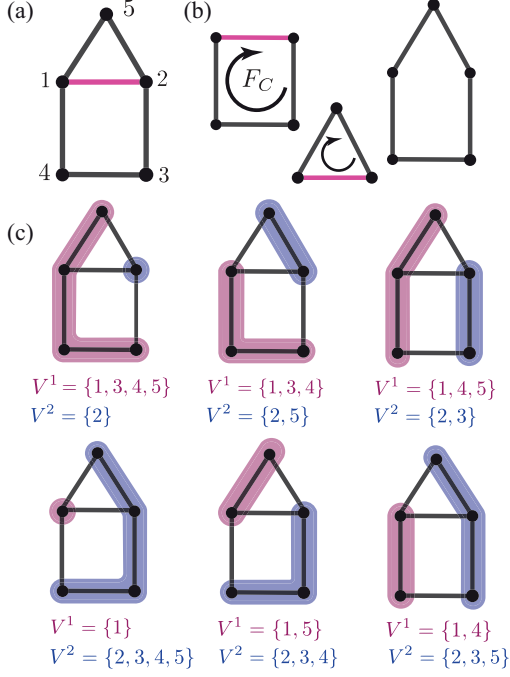 (a)
(b)
5
1
2
4
3
F_C
(c)
V^1 = {1, 3, 4, 5}
V^2 = {2}
V^1 = {1, 3, 4}
V^2 = {2, 5}
V^1 = {1, 4, 5}
V^2 = {2, 3}
V^1 = {1}
V^2 = {2, 3, 4, 5}
V^1 = {1, 5}
V^2 = {2, 3, 4}
V^1 = {1, 4}
V^2 = {2, 3, 5}